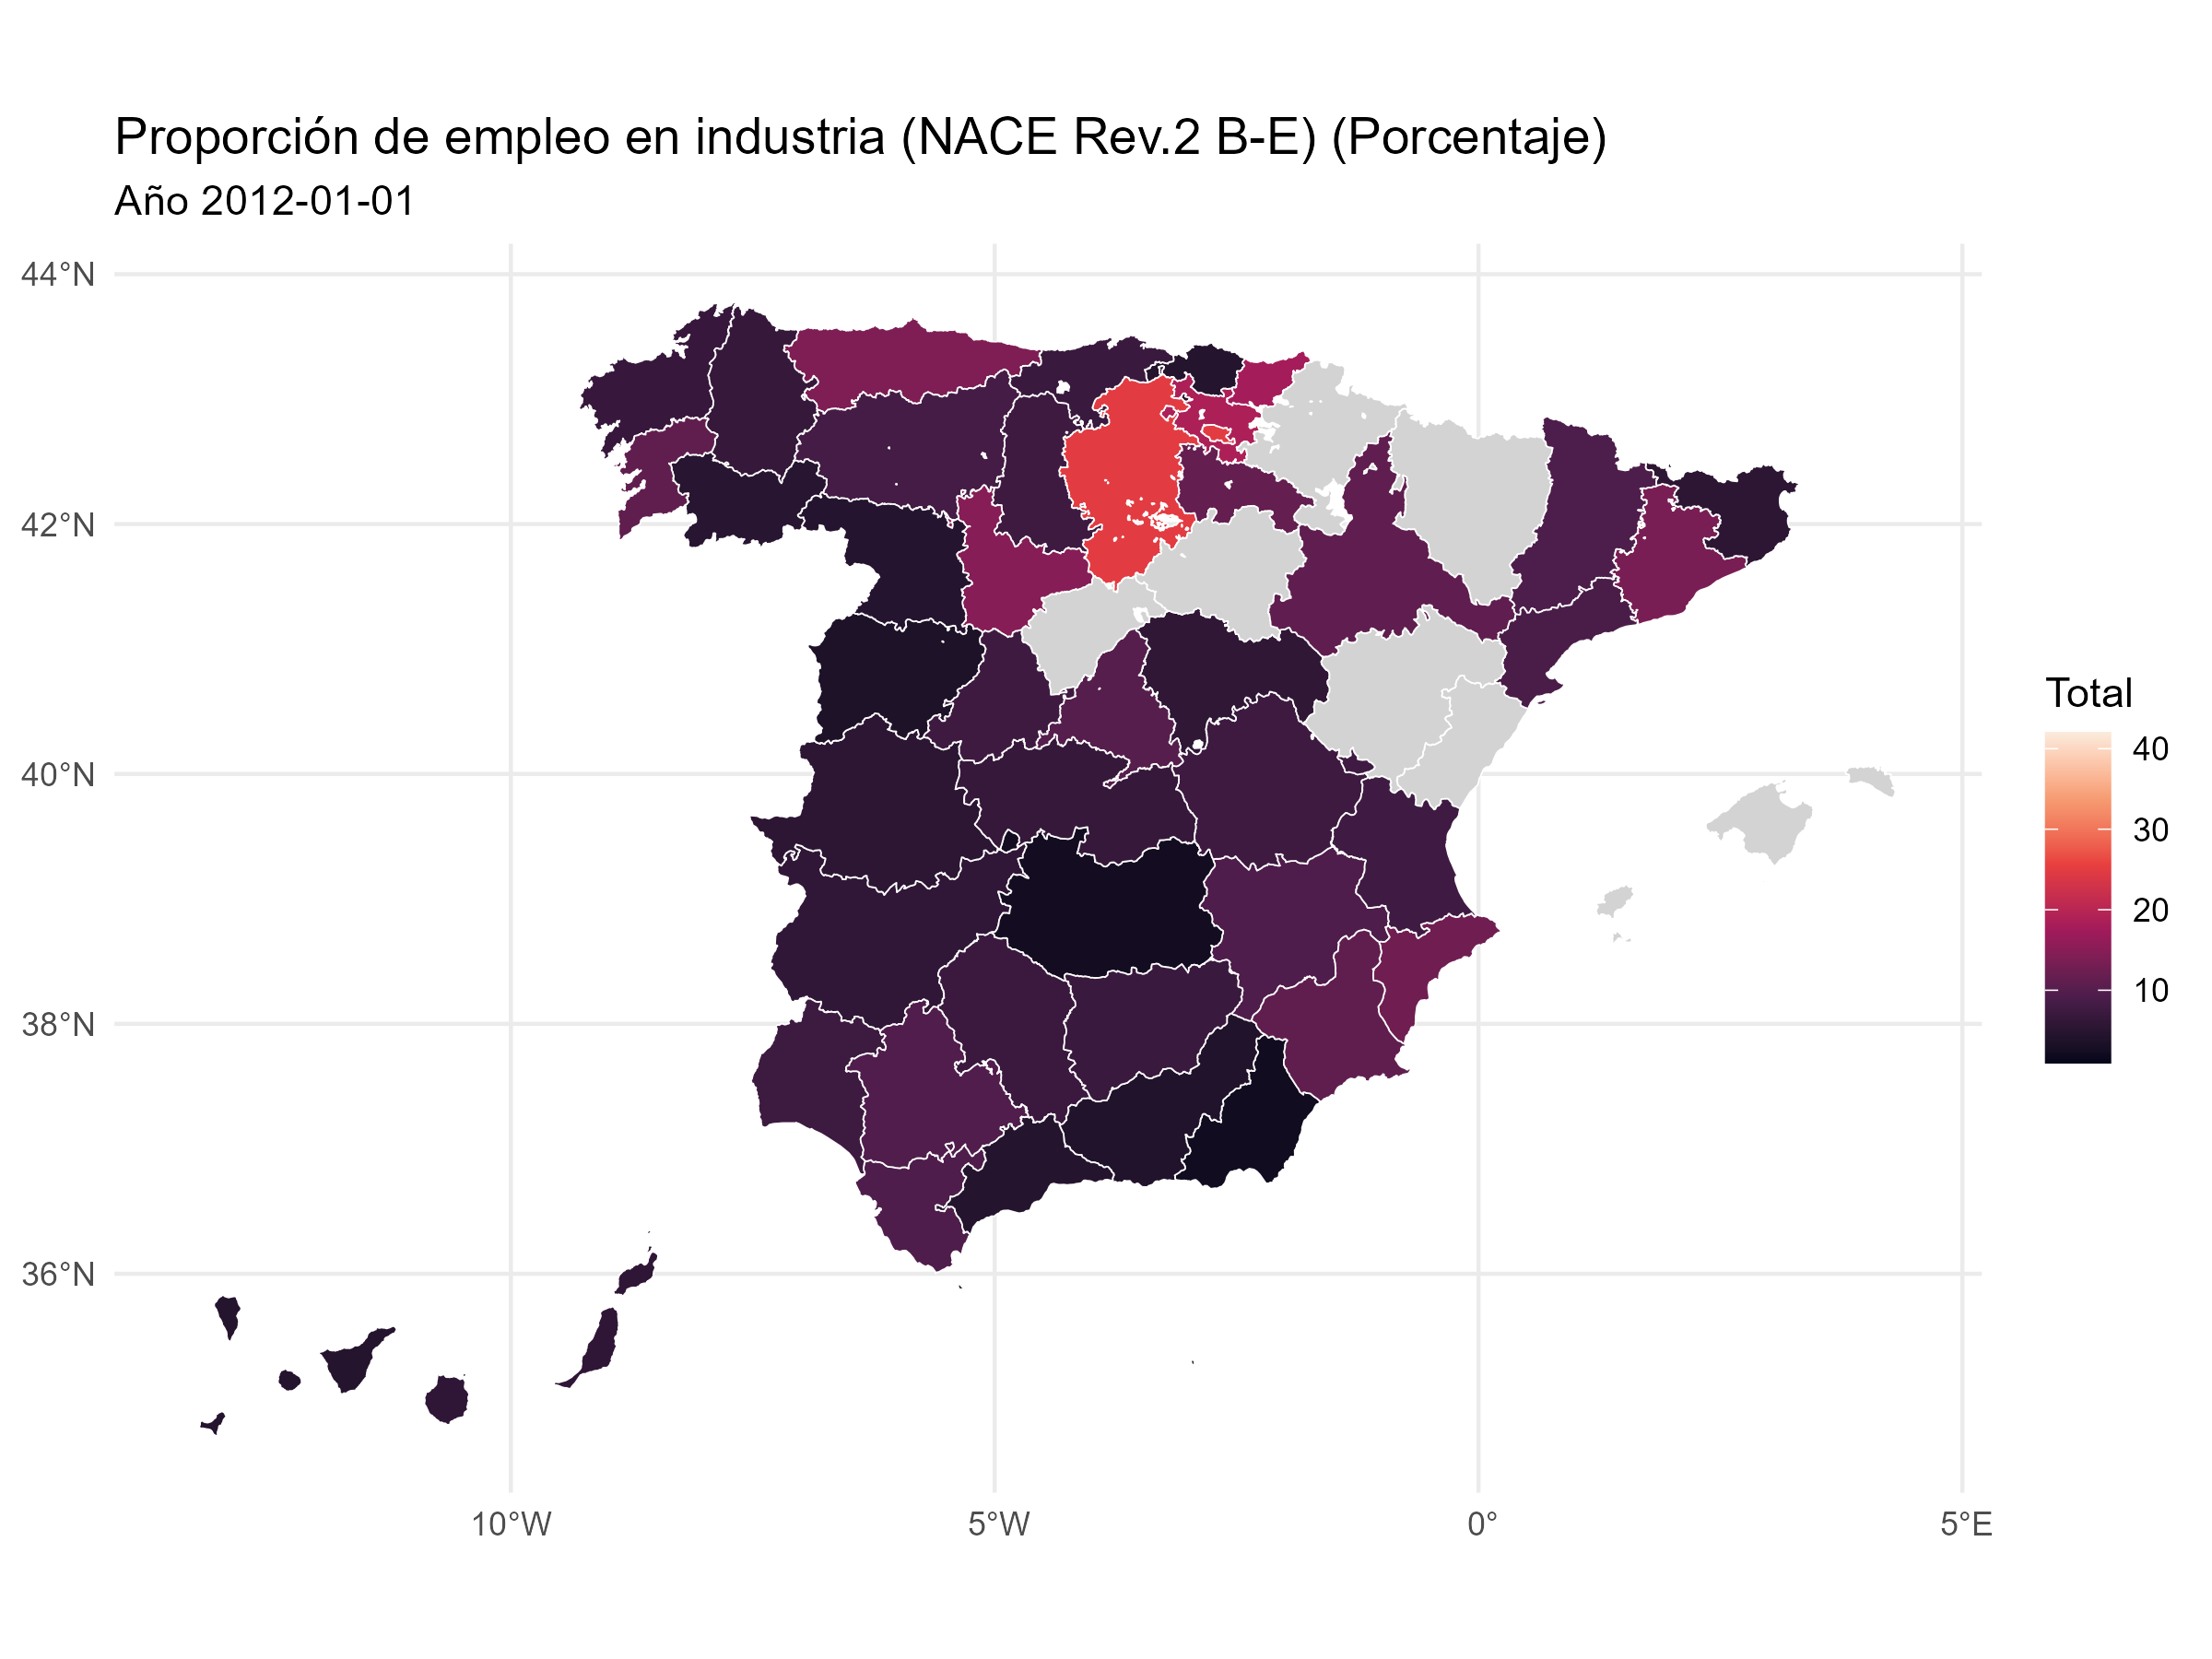 Proporción de empleo en industria (NACE Rev.2 B-E) (Porcentaje)
Año 2012-01-01
44°N
42°N
40°N
38°N
36°N
10°W
5°W
0°
5°E
Total
40
30
20
10